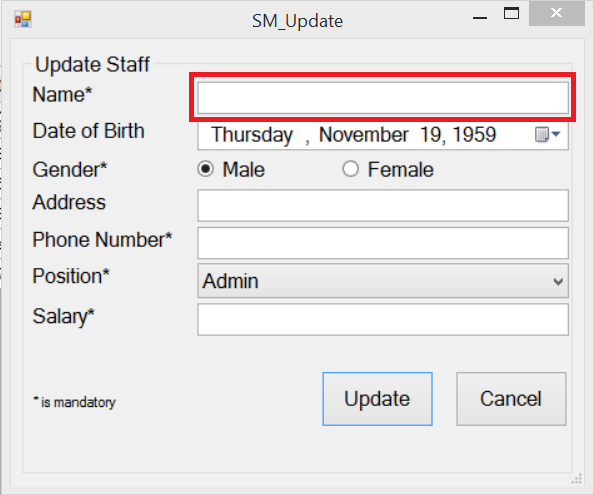 SM_Update
Update Staff
Name*
Date of Birth Thursday , November 19, 1959
Gender* Male Female
Address
Phone Number*
Position* Admin
Salary*
* is mandatory Update Cancel